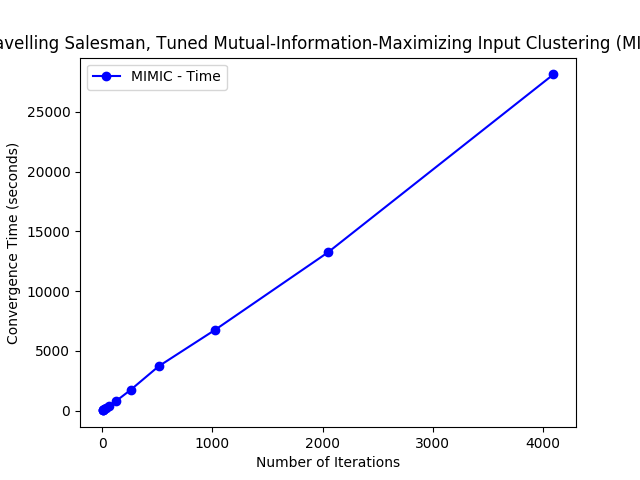 avelling Salesman, Tuned Mutual-Information-Maximizing Input Clustering (MI
MIMIC - Time
Convergence Time (seconds)
25000
20000
15000
10000
5000
0
0 1000 2000 3000 4000
Number of Iterations